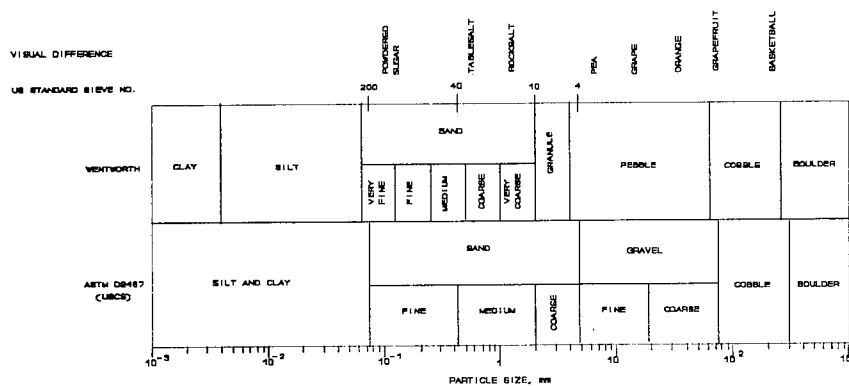 VISUAL DIFFERENCE
POWDERED
SUGAR
TABLESALT
ROCKSALT
PEA
GRAPE
ORANGE
GRAPEFRUIT
BASKETBALL
US STANDARD SIEVE NO.
200
40
10
4
WENTWORTH
CLAY
SILT
SAND
VERY
FINE
FINE
MEDIUM
COARSE
VERY
COARSE
GRANULE
PEBBLE
COBBLE
BOULDER
ASTM D2487
(USCS)
SILT AND CLAY
SAND
FINE
MEDIUM
COARSE
GRAVEL
FINE
COARSE
COBBLE
BOULDER
10⁻³
10⁻²
10⁻¹
1
10
10²
10³
PARTICLE SIZE, mm